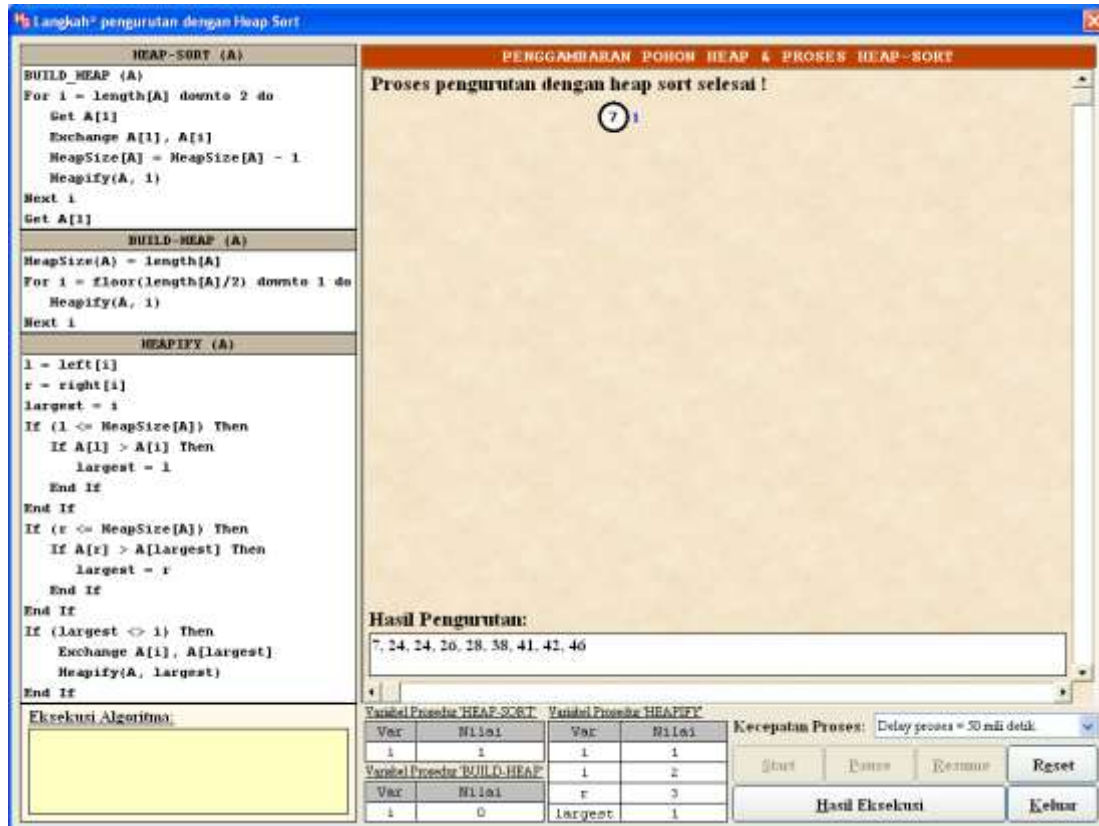 Langkah² pengurutan dengan Heap Sort
HEAP-SORT (A)
BUILD_HEAP (A)
For i = length[A] downto 2 do
Get A[1]
Exchange A[1], A[i]
HeapSize[A] = HeapSize[A] - 1
Heapify(A, 1)
Next i
Get A[1]
BUILD-HEAP (A)
HeapSize(A) = length[A]
For i = floor(length[A]/2) downto 1 do
Heapify(A, i)
Next i
HEAPIFY (A)
l = left[i]
r = right[i]
largest = i
If (l <= HeapSize[A]) Then
If A[l] > A[i] Then
largest = l
End If
End If
If (r <= HeapSize[A]) Then
If A[r] > A[largest] Then
largest = r
End If
End If
If (largest <> i) Then
Exchange A[i], A[largest]
Heapify(A, largest)
End If
Eksekusi Algoritma:
PENGGAMBARAN POHON HEAP & PROSES HEAP-SORT
Proses pengurutan dengan heap sort selesai !
7 1
Hasil Pengurutan:
7, 24, 24, 26, 28, 38, 41, 42, 46
Variabel Prosedur 'HEAP-SORT'
Var Nilai
i 1
Variabel Prosedur 'BUILD-HEAP'
Var Nilai
i 0
Variabel Prosedur 'HEAPIFY'
Var Nilai
i 1
l 2
r 3
largest 1
Kecepatan Proses: Delay proses = 50 mili detik
Start Pause Resume Reset
Hasil Eksekusi Keluar